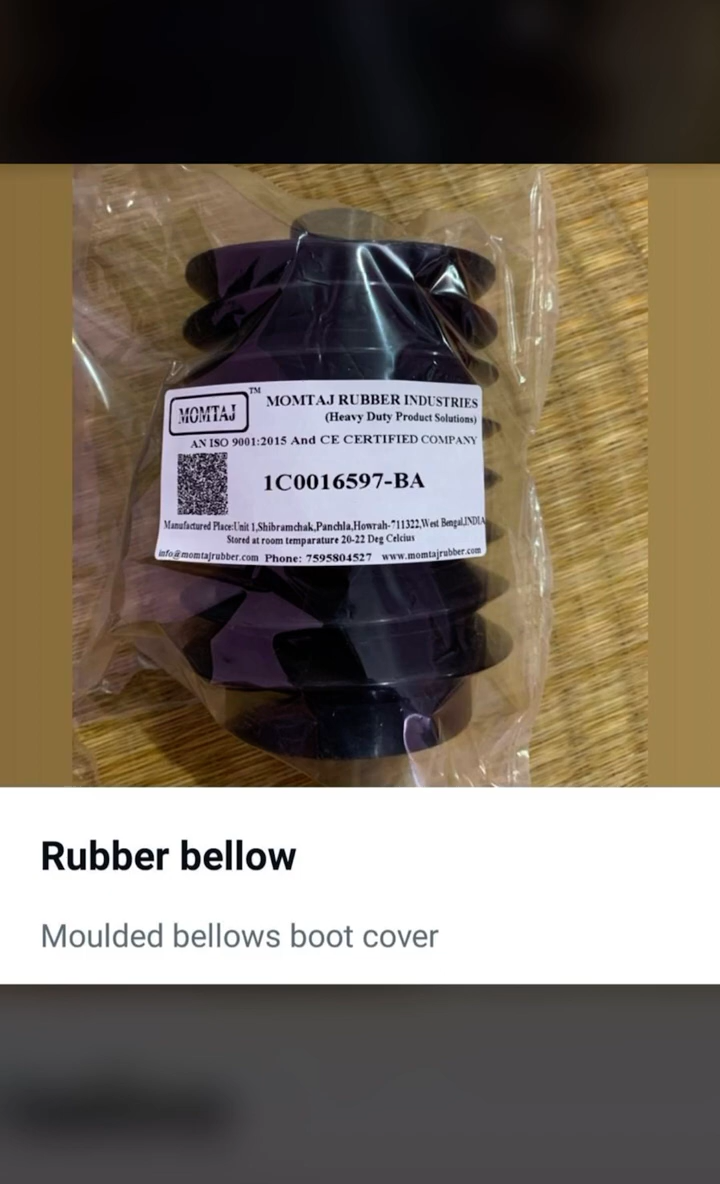 MOMTAJ
TM
MOMTAJ RUBBER INDUSTRIES
(Heavy Duty Product Solutions)
AN ISO 9001:2015 And CE CERTIFIED COMPANY
1C0016597-BA
Manufactured Place:Unit 1,Shibramchak,Panchla,Howrah-711322,West Bengal,INDIA
Stored at room temparature 20-22 Deg Celcius
info@momtajrubber.com Phone: 7595804527 www.momtajrubber.com
Rubber bellow
Moulded bellows boot cover